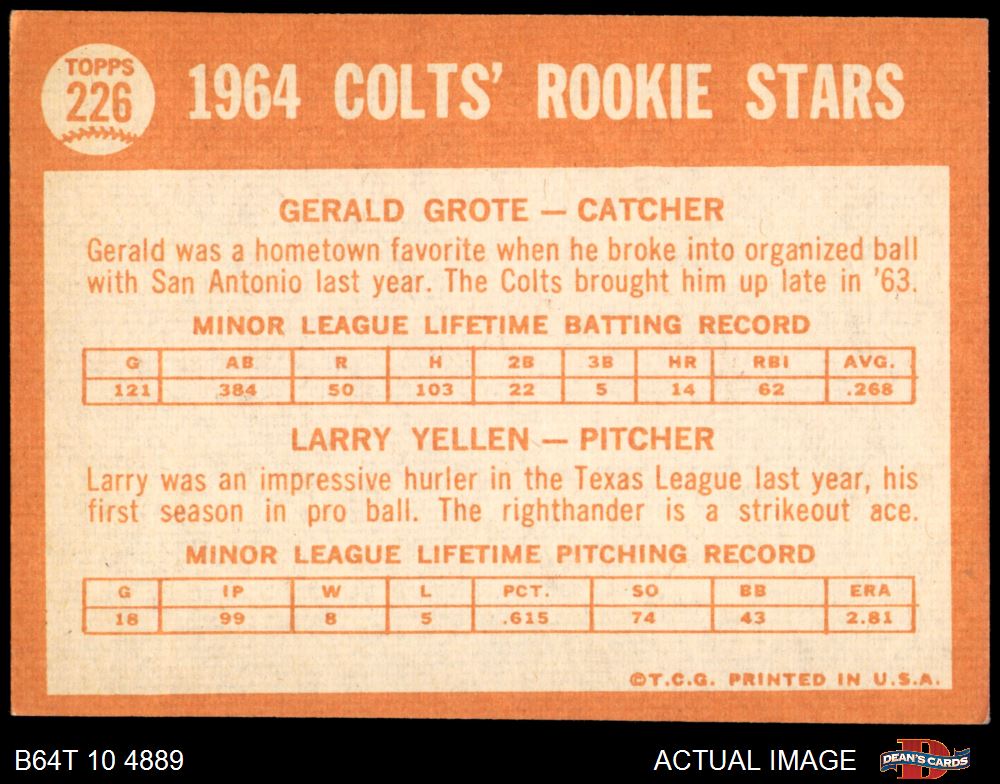 TOPPS
226
1964 COLTS' ROOKIE STARS
GERALD GROTE — CATCHER
Gerald was a hometown favorite when he broke into organized ball
with San Antonio last year. The Colts brought him up late in '63.
MINOR LEAGUE LIFETIME BATTING RECORD
G AB R H 2B 3B HR RBI AVG.
121 384 50 103 22 5 14 62 .268
LARRY YELLEN — PITCHER
Larry was an impressive hurler in the Texas League last year, his
first season in pro ball. The righthander is a strikeout ace.
MINOR LEAGUE LIFETIME PITCHING RECORD
G IP W L PCT. SO BB ERA
18 99 8 5 .615 74 43 2.81
©T.C.G. PRINTED IN U.S.A.
B64T 10 4889
ACTUAL IMAGE
DEAN'S CARDS